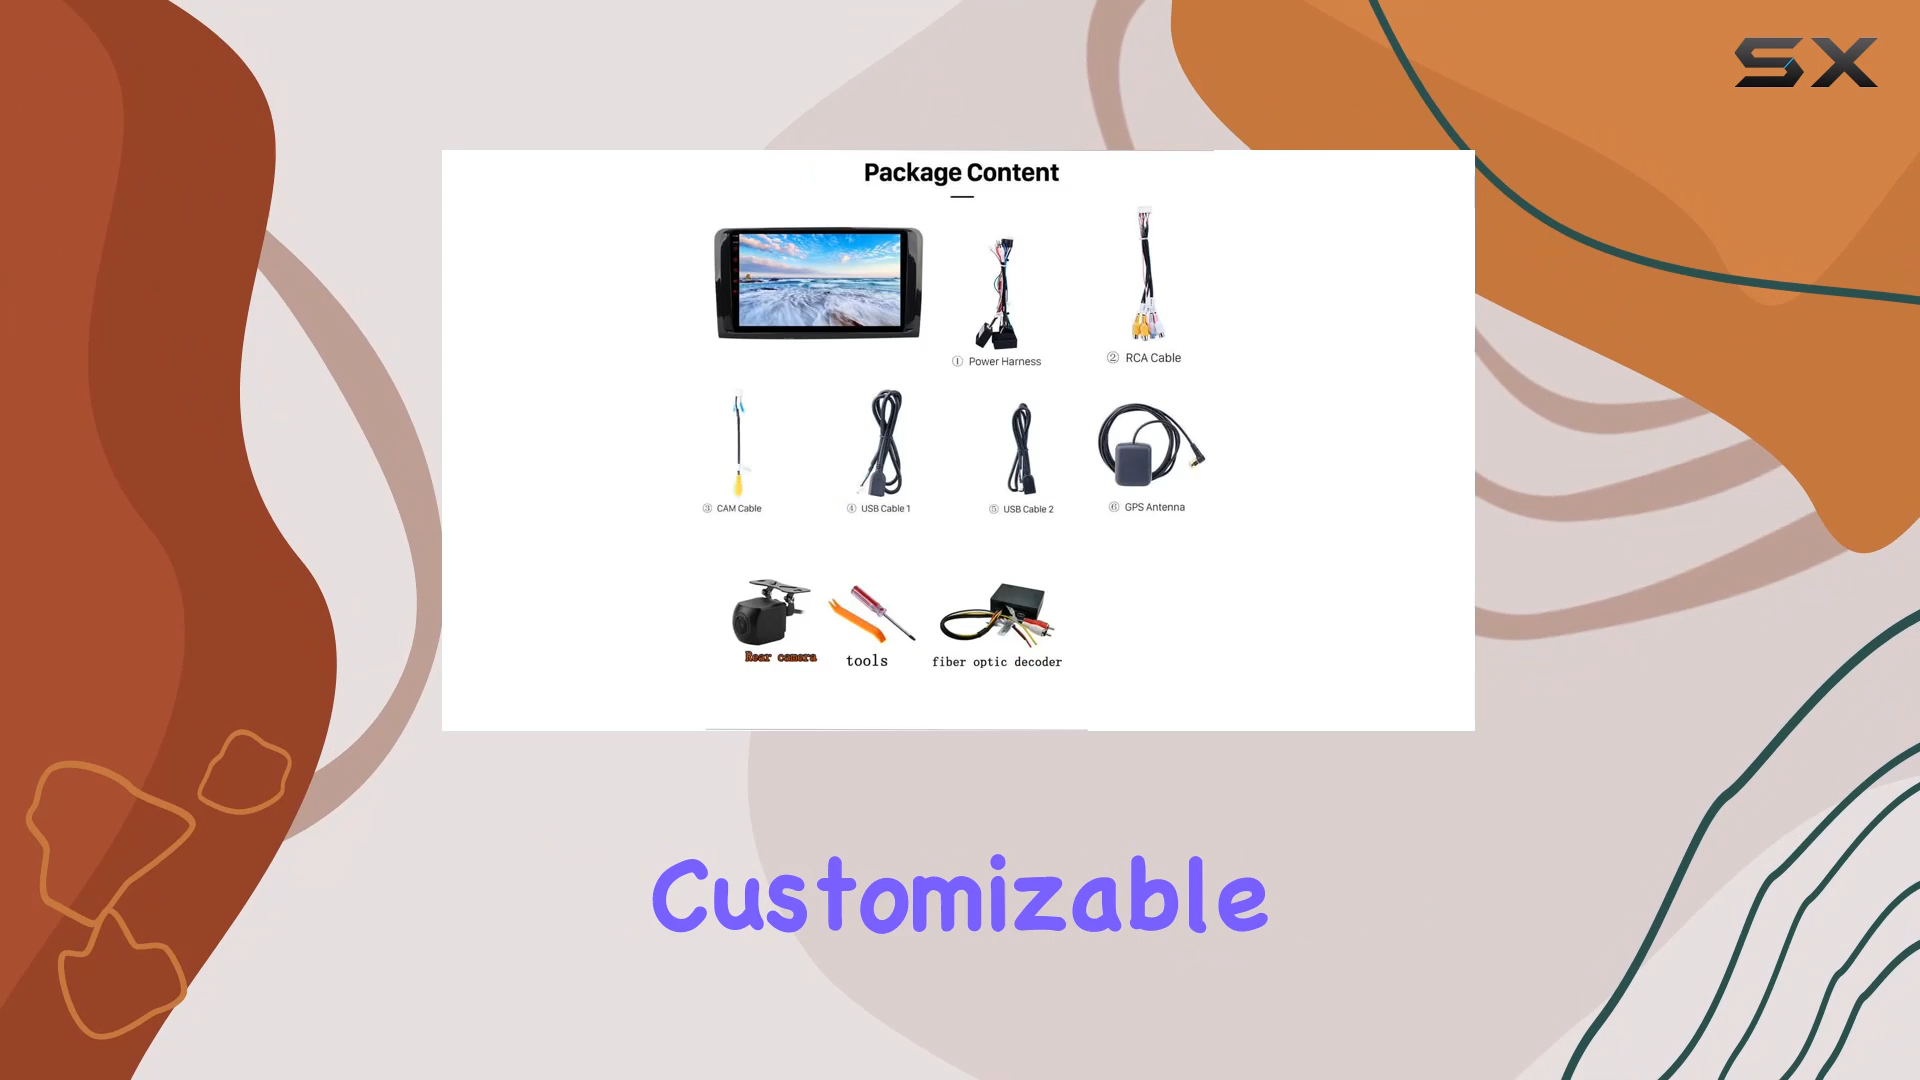 SX
Package Content
① Power Harness
② RCA Cable
③ CAM Cable
④ USB Cable 1
⑤ USB Cable 2
⑥ GPS Antenna
Rear camera
tools
fiber optic decoder
Customizable